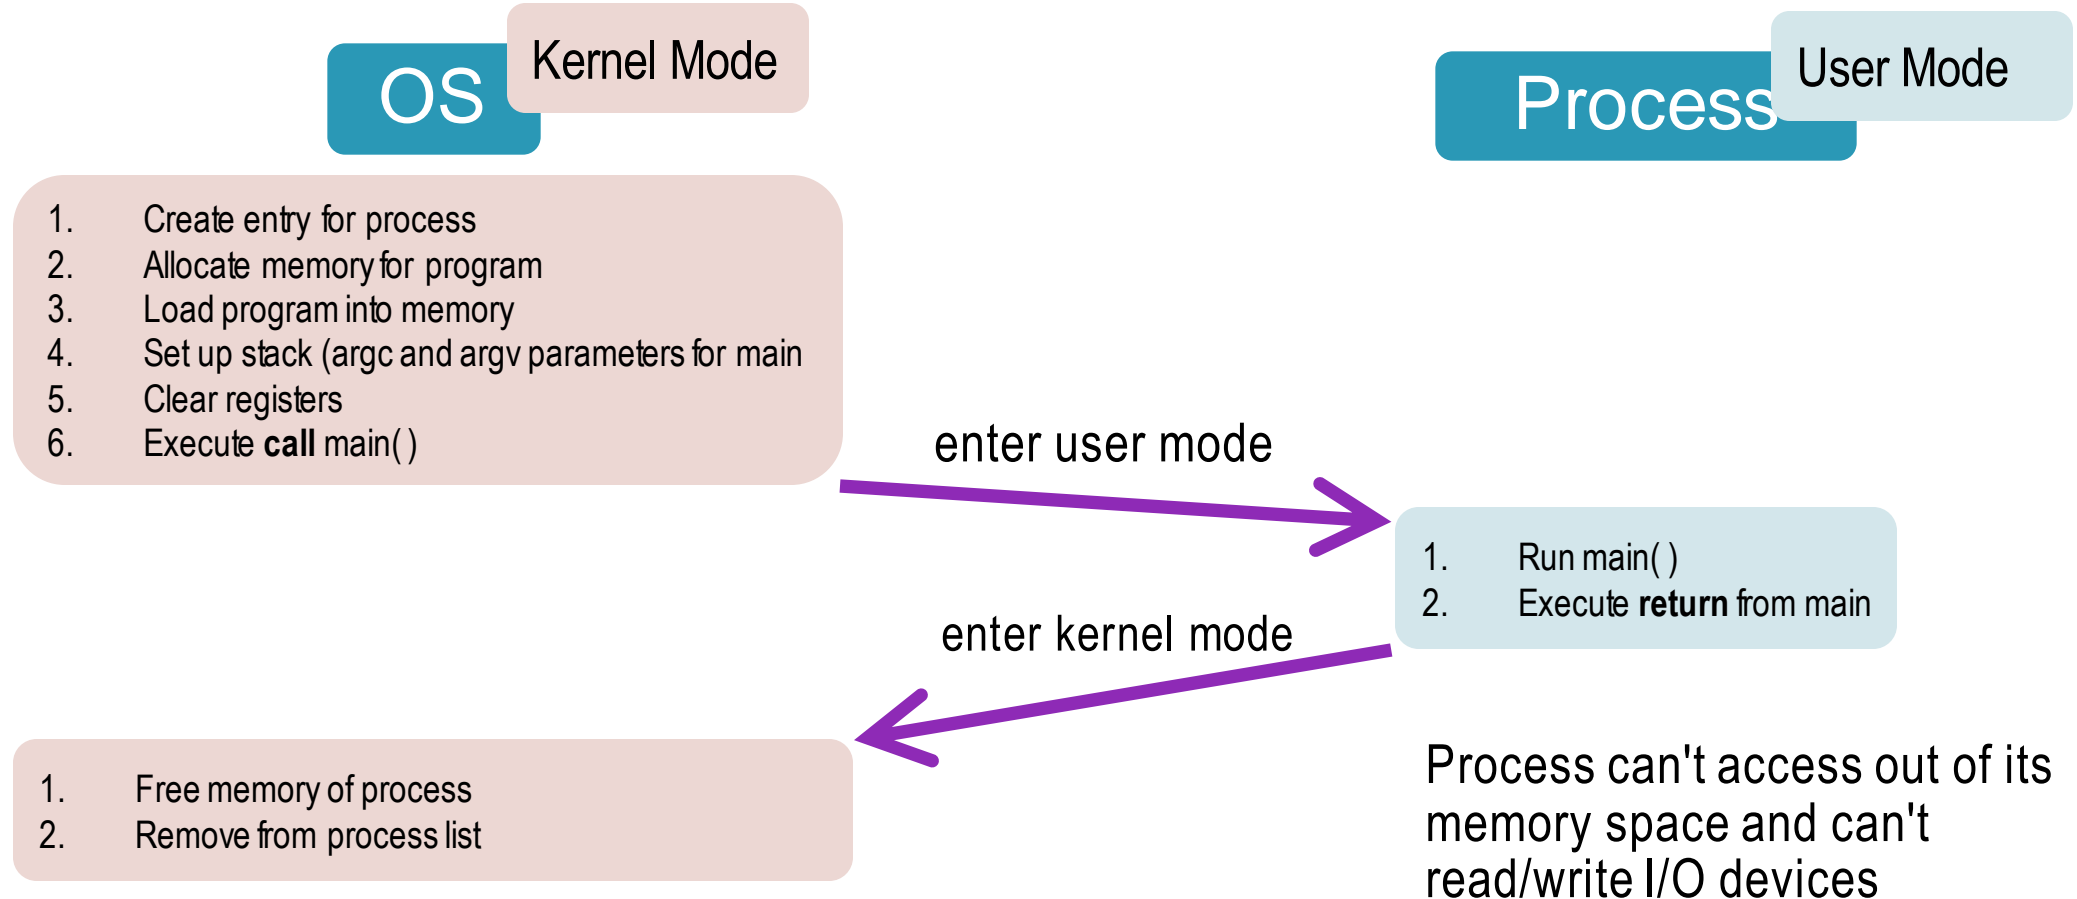 OS
Kernel Mode
Process
User Mode
1. Create entry for process
2. Allocate memory for program
3. Load program into memory
4. Set up stack (argc and argv parameters for main
5. Clear registers
6. Execute call main( )
enter user mode
1. Run main( )
2. Execute return from main
enter kernel mode
1. Free memory of process
2. Remove from process list
Process can't access out of its
memory space and can't
read/write I/O devices